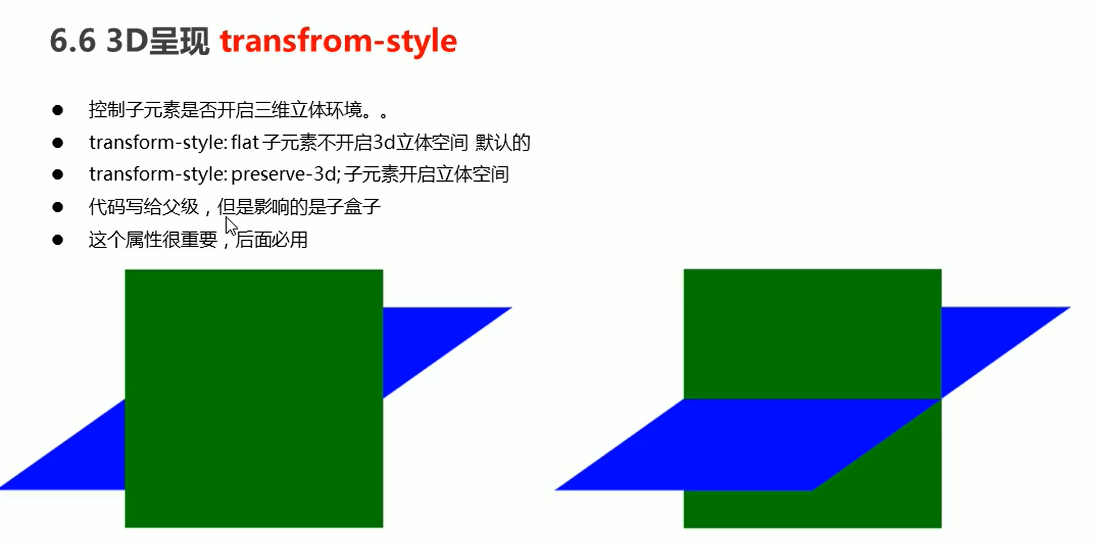 6.6 3D呈现 transfrom-style
● 控制子元素是否开启三维立体环境。。
● transform-style: flat 子元素不开启3d立体空间 默认的
● transform-style: preserve-3d; 子元素开启立体空间
● 代码写给父级，但是影响的是子盒子
● 这个属性很重要，后面必用